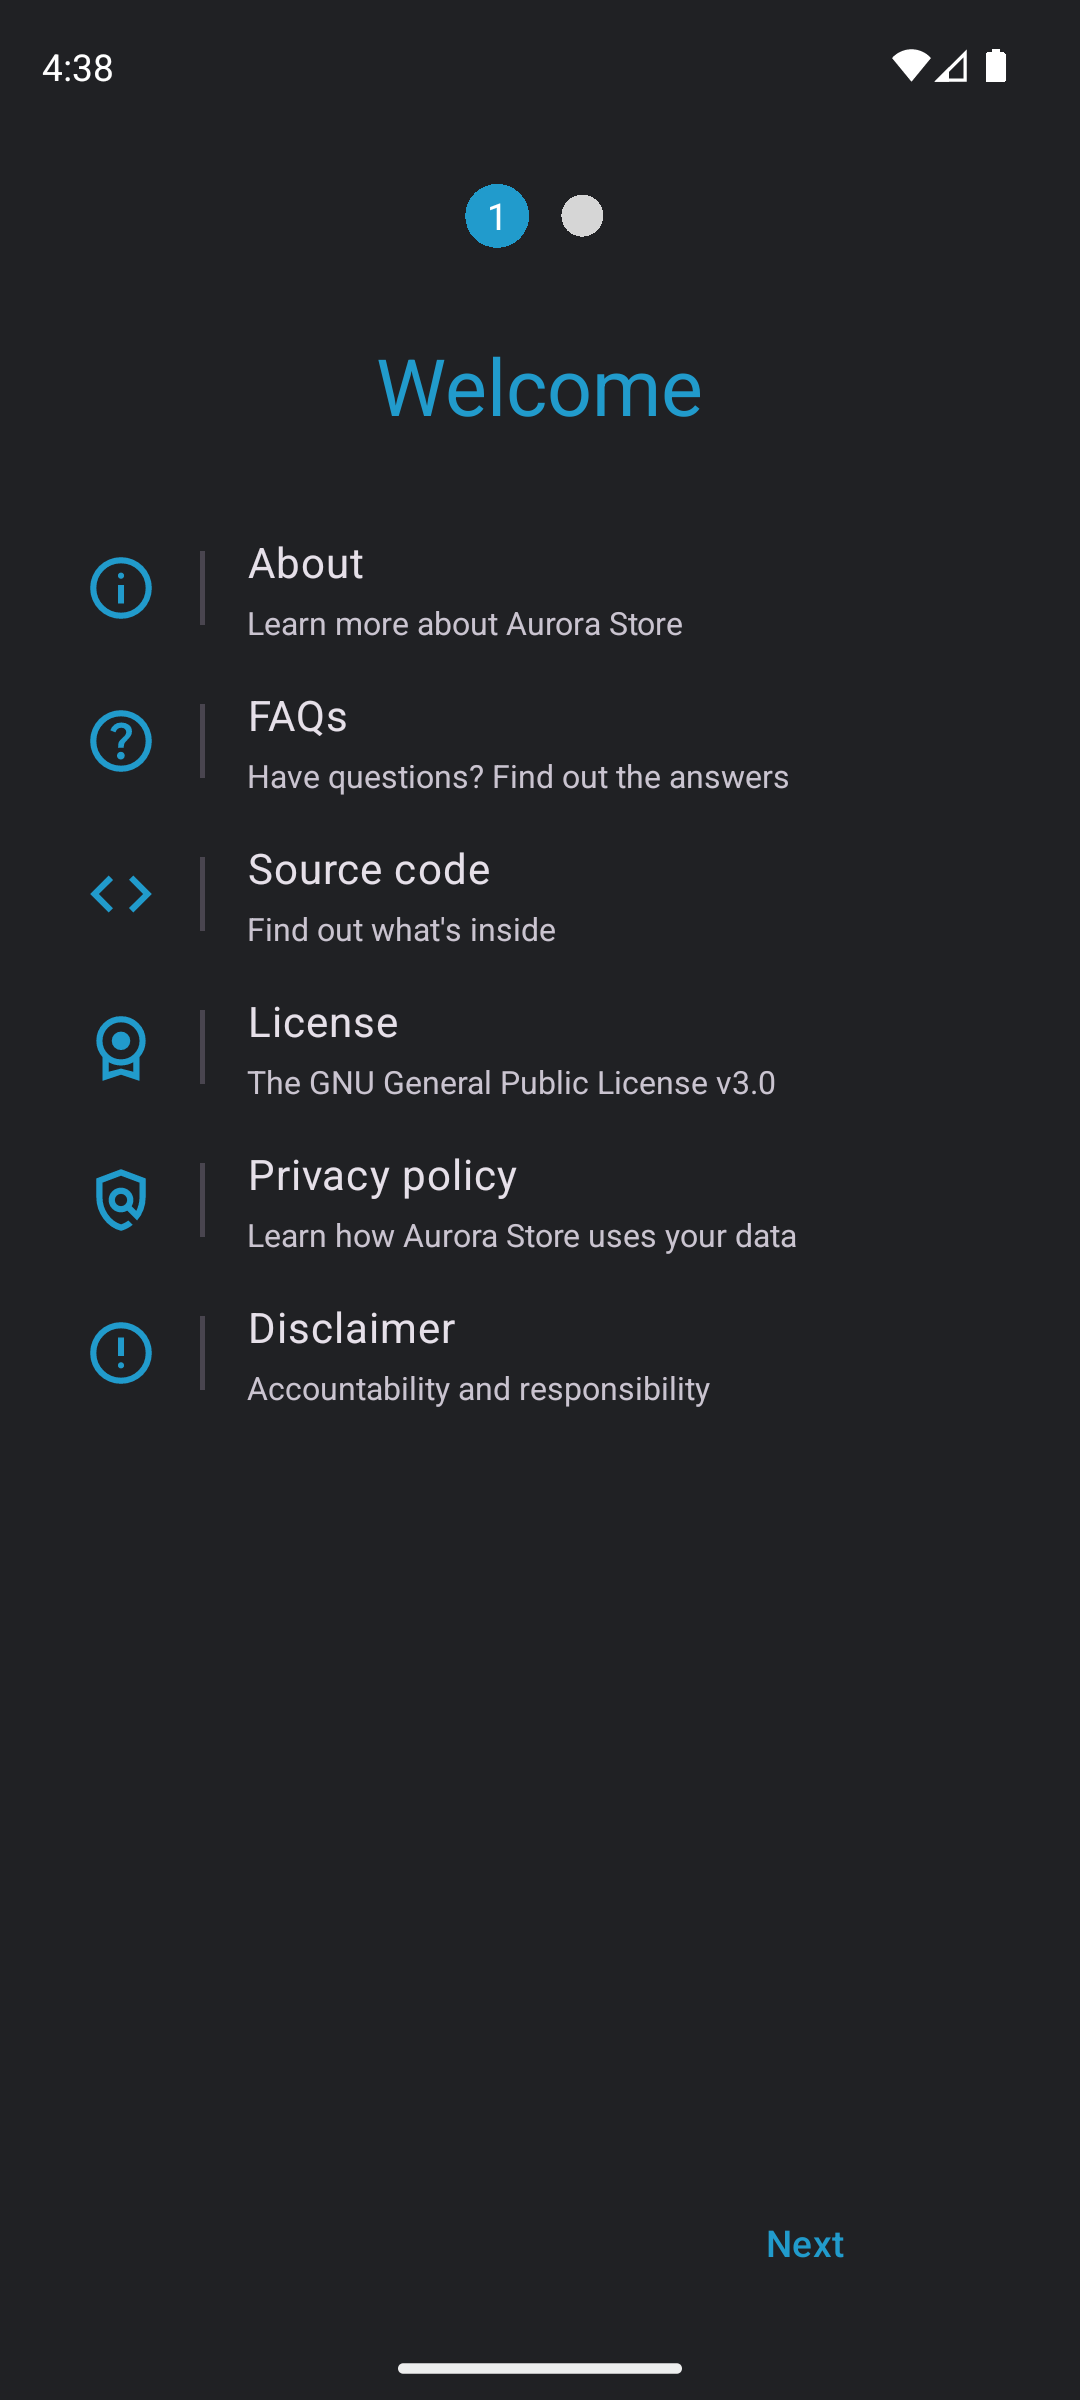 4:38
1
Welcome
About
Learn more about Aurora Store
FAQs
Have questions? Find out the answers
Source code
Find out what's inside
License
The GNU General Public License v3.0
Privacy policy
Learn how Aurora Store uses your data
Disclaimer
Accountability and responsibility
Next